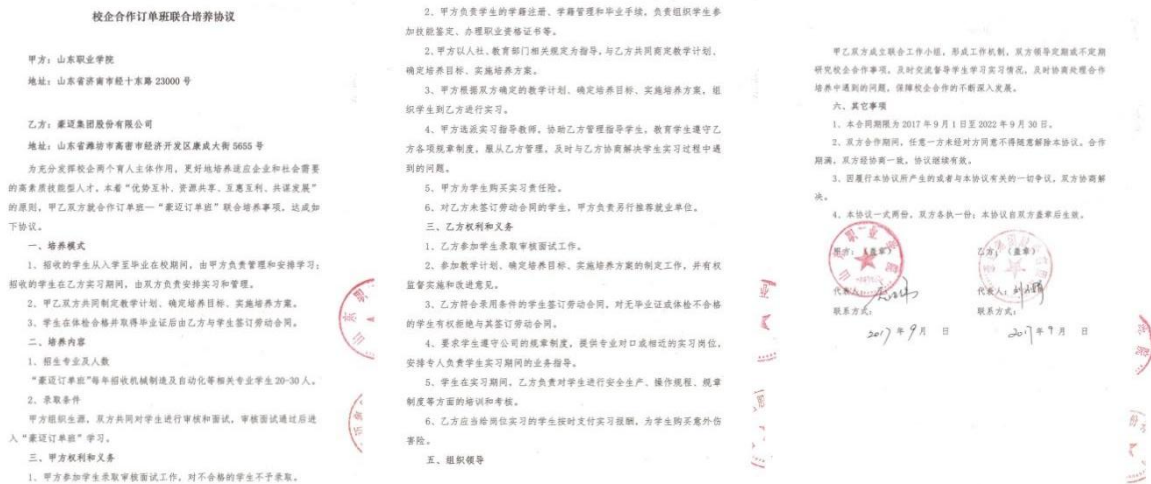 校企合作订单班联合培养协议
甲方：山东职业学院
地址：山东省济南市经十东路 23000 号
乙方：豪迈集团股份有限公司
地址：山东省潍坊市高密市经济开发区康成大街 5655 号
为充分发挥校企两个育人主体作用，更好地培养适应企业和社会需要
的高素质技能型人才，本着“优势互补、资源共享、互惠互利、共谋发展”
的原则，甲乙双方就合作订单班—“豪迈订单班”联合培养事项，达成如
下协议。
一、培养模式
1、招收的学生从入学至毕业在校期间，由甲方负责管理和安排学习；
招收的学生在乙方实习期间，由双方负责安排实习和管理。
2、甲乙双方共同制定教学计划、确定培养目标、实施培养方案。
3、学生在体检合格并取得毕业证后由乙方与学生签订劳动合同。
二、培养内容
1、招生专业及人数
“豪迈订单班”每年招收机械制造及自动化等相关专业学生 20-30 人。
2、录取条件
甲方组织生源，双方共同对学生进行审核和面试，审核面试通过后进
入“豪迈订单班”学习。
三、甲方权利和义务
1、甲方参加学生录取审核面试工作，对不合格的学生不予录取。
2、甲方负责学生的学籍注册、学籍管理和毕业手续，负责组织学生参
加技能鉴定、办理职业资格证书等。
2、甲方以人社、教育部门相关规定为指导，与乙方共同商定教学计划、
确定培养目标、实施培养方案。
3、甲方根据双方确定的教学计划、确定培养目标、实施培养方案，组
织学生到乙方进行实习。
4、甲方选派实习指导教师，协助乙方管理指导学生，教育学生遵守乙
方各项规章制度，服从乙方管理，及时与乙方协商解决学生实习过程中遇
到的问题。
5、甲方为学生购买实习责任险。
6、对乙方未签订劳动合同的学生，甲方负责另行推荐就业单位。
三、乙方权利和义务
1、乙方参加学生录取审核面试工作。
2、参加教学计划、确定培养目标、实施培养方案的制定工作，并有权
监督实施和改进意见。
3、乙方符合录用条件的学生签订劳动合同，对无毕业证或体检不合格
的学生有权拒绝与其签订劳动合同。
4、要求学生遵守公司的规章制度，提供专业对口或相近的实习岗位，
安排专人负责学生实习期间的业务指导。
5、学生在实习期间，乙方负责对学生进行安全生产、操作规程、规章
制度等方面的培训和考核。
6、乙方应当给岗位实习的学生按时支付实习报酬，为学生购买意外伤
害险。
五、组织领导
甲乙双方成立联合工作小组，形成工作机制，双方领导定期或不定期
研究校企合作事项，及时交流督导学生学习实习情况，及时协商处理合作
培养中遇到的问题，保障校企合作的不断深入发展。
六、其它事项
1、本合同期限为 2017 年 9 月 1 日至 2022 年 9 月 30 日。
2、双方合作期间，任意一方未经对方同意不得随意解除本协议。合作
期满，双方经协商一致，协议继续有效。
3、因履行本协议所产生的或者与本协议有关的一切争议，双方协商解
决。
4、本协议一式两份，双方各执一份；本协议自双方盖章后生效。
甲方：（盖章） 乙方：（盖章）
代表人： 代表人：
联系方式： 联系方式：
2017 年 9 月 日 2017 年 9 月 日